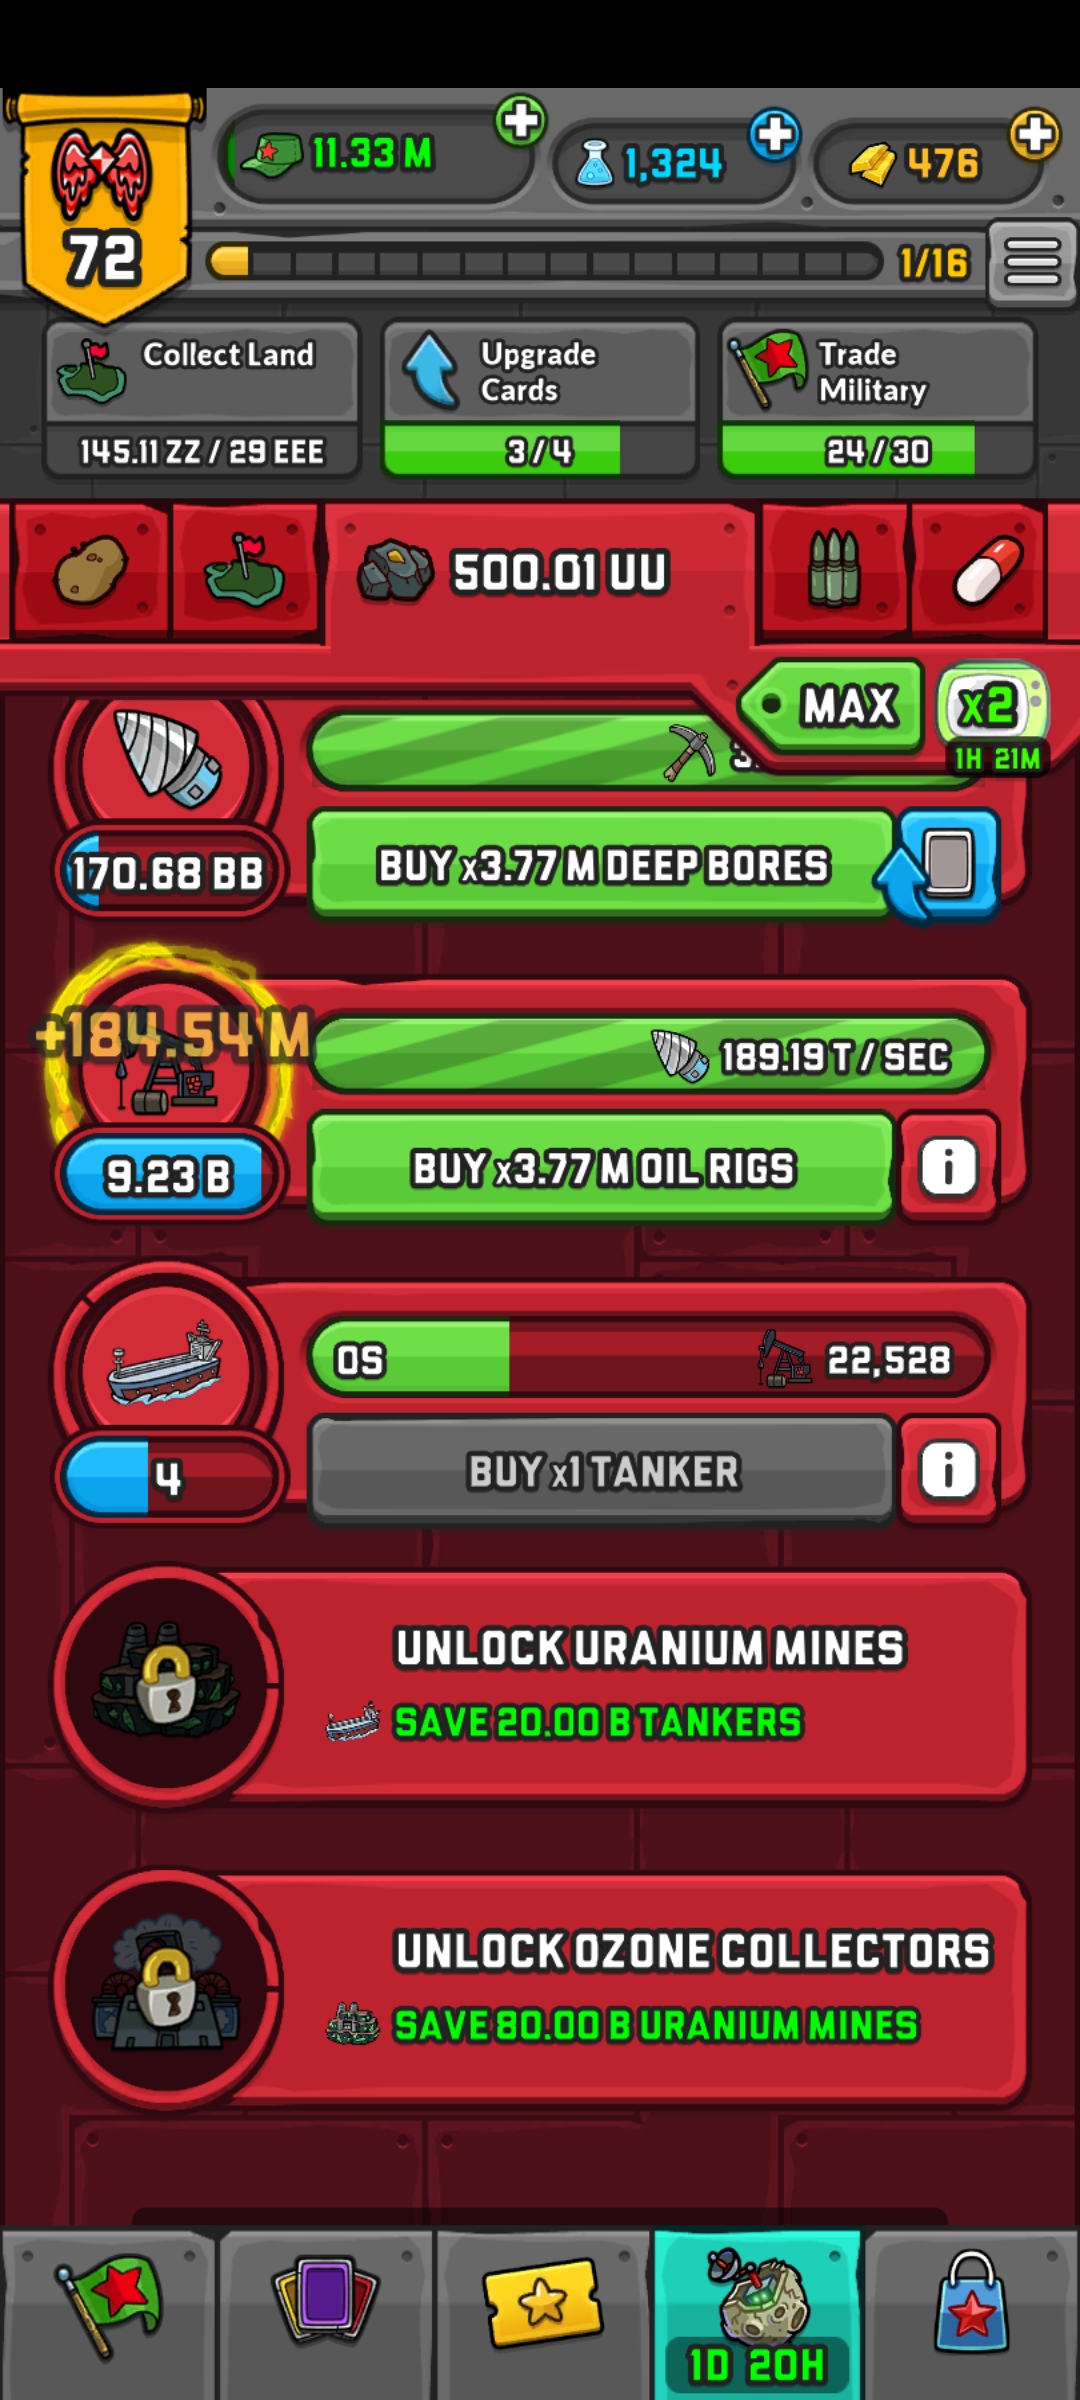 11.33 M
1,324
476
72
1/16
Collect Land
145.11 ZZ / 29 EEE
Upgrade
Cards
3/4
Trade
Military
24/30
500.01 UU
MAX
x2
1H 21M
170.68 BB
BUY x3.77 M DEEP BORES
+184.54 M
189.19 T / SEC
9.23 B
BUY x3.77 M OIL RIGS
0S
22,528
4
BUY x1 TANKER
UNLOCK URANIUM MINES
SAVE 20.00 B TANKERS
UNLOCK OZONE COLLECTORS
SAVE 80.00 B URANIUM MINES
1D 20H